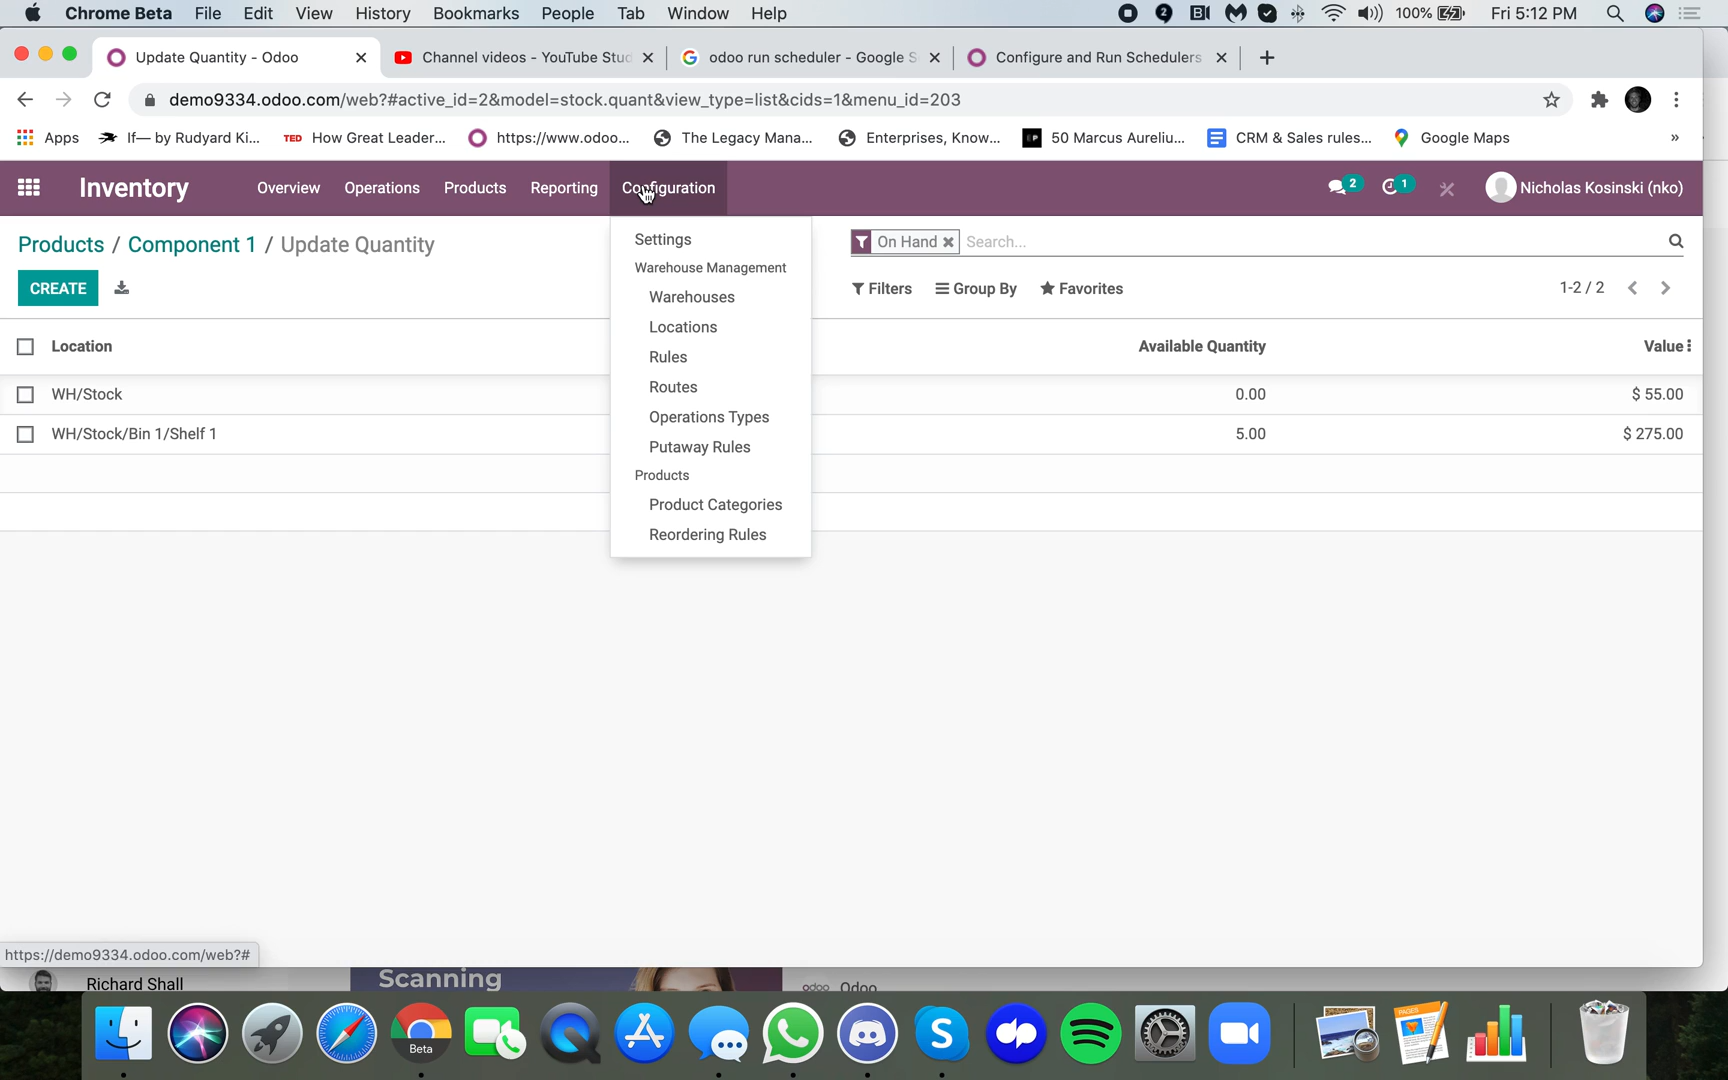 Chrome Beta File Edit View History Bookmarks People Tab Window Help 2 100% Fri 5:12 PM
Update Quantity - Odoo Channel videos - YouTube Stud odoo run scheduler - Google S Configure and Run Schedulers
demo9334.odoo.com/web?#active_id=2&model=stock.quant&view_type=list&cids=1&menu_id=203
Apps If— by Rudyard Ki... TED How Great Leader... https://www.odoo... The Legacy Mana... Enterprises, Know... 50 Marcus Aureliu... CRM & Sales rules... Google Maps »
Inventory Overview Operations Products Reporting Configuration 2 1 Nicholas Kosinski (nko)
Products / Component 1 / Update Quantity
On Hand Search...
CREATE
Filters Group By Favorites 1-2 / 2
Settings
Warehouse Management
Warehouses
Locations
Rules
Routes
Operations Types
Putaway Rules
Products
Product Categories
Reordering Rules
Location Available Quantity Value
WH/Stock 0.00 $ 55.00
WH/Stock/Bin 1/Shelf 1 5.00 $ 275.00
https://demo9334.odoo.com/web?#
Richard Shall Scanning odoo Odoo
Beta
PAGES